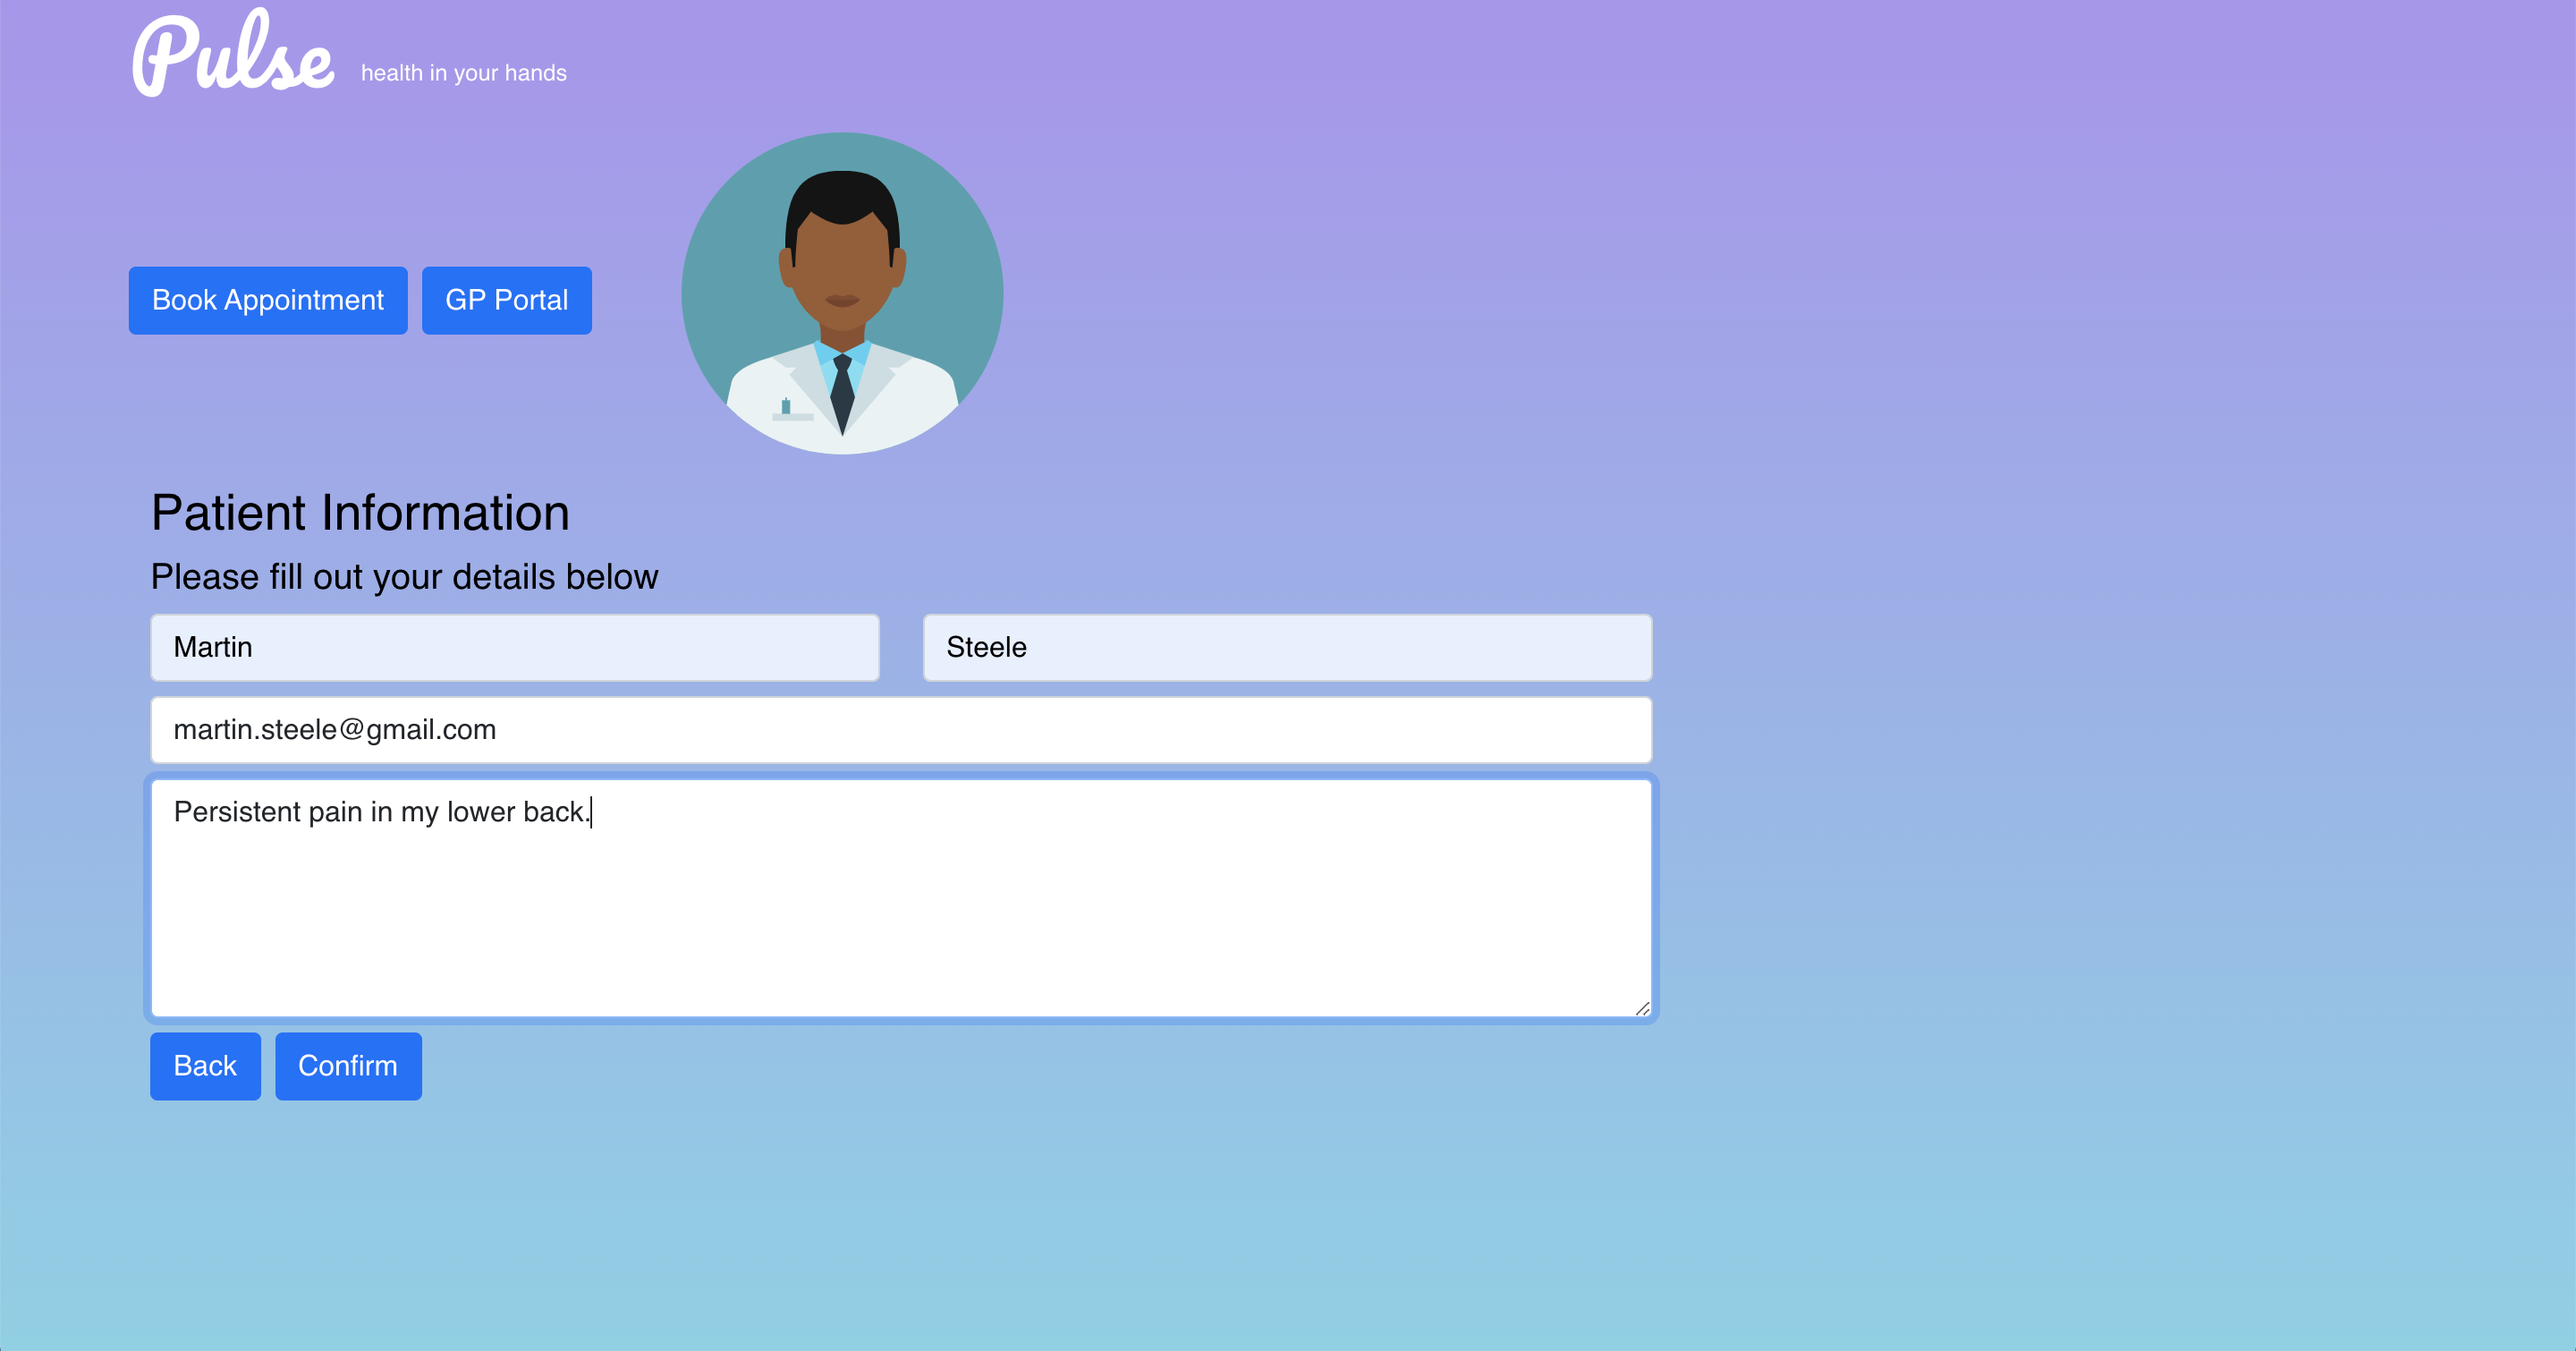 Pulse health in your hands
Book Appointment GP Portal
Patient Information
Please fill out your details below
Martin Steele
martin.steele@gmail.com
Persistent pain in my lower back.
Back Confirm